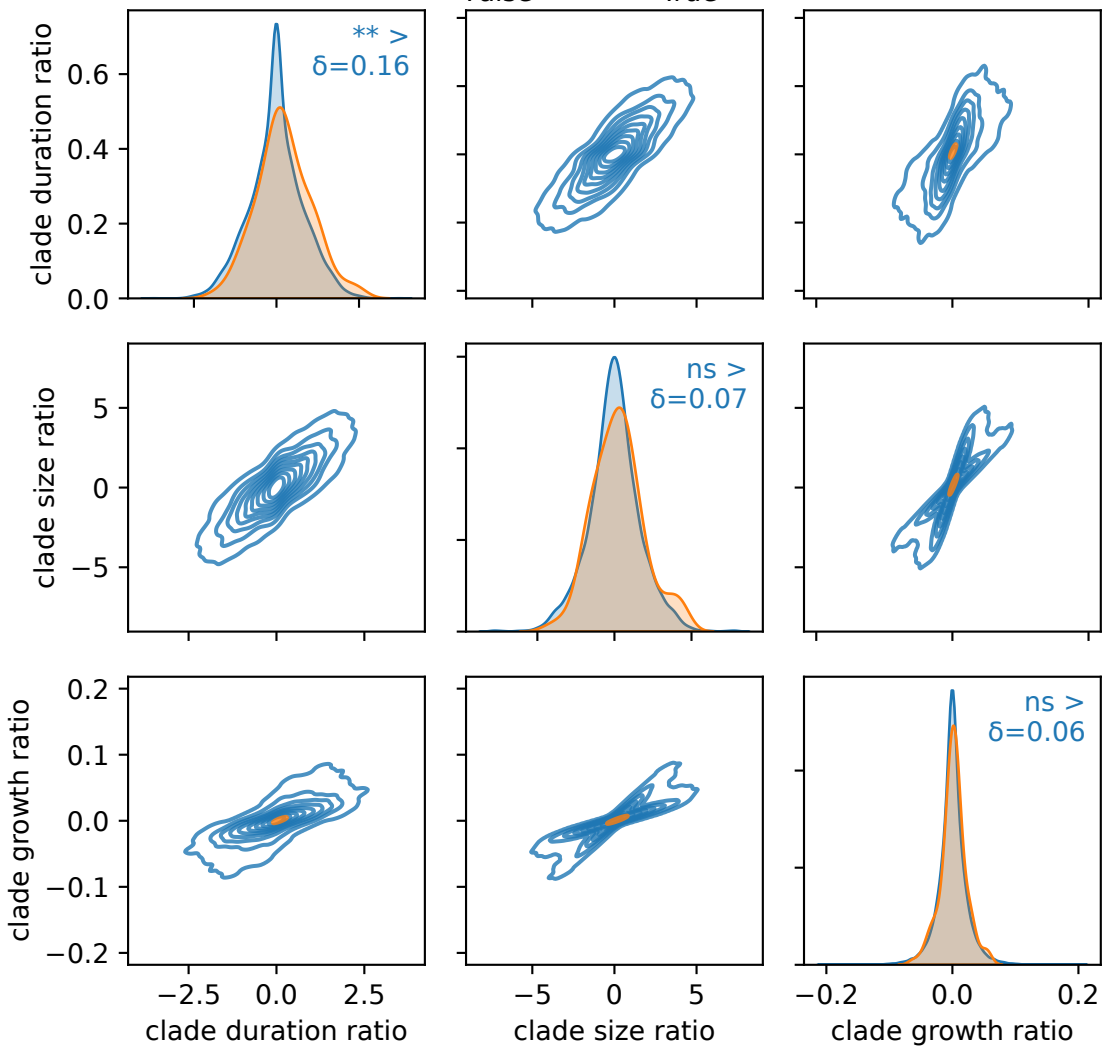 clade duration ratio
0.6
0.4
0.2
0.0
** >
δ=0.16
clade size ratio
5
0
−5
ns >
δ=0.07
clade growth ratio
0.2
0.1
0.0
−0.1
−0.2
ns >
δ=0.06
−2.5 0.0 2.5
−5 0 5
−0.2 0.0 0.2
clade duration ratio
clade size ratio
clade growth ratio